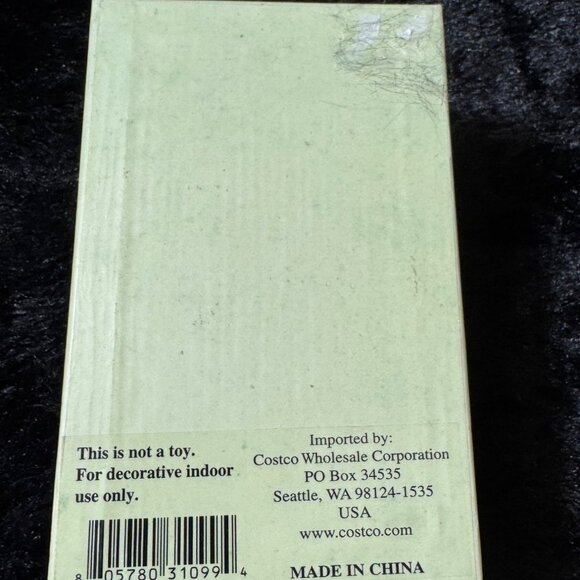 This is not a toy.
For decorative indoor
use only.
Imported by:
Costco Wholesale Corporation
PO Box 34535
Seattle, WA 98124-1535
USA
www.costco.com
8 05780 31099 4
MADE IN CHINA